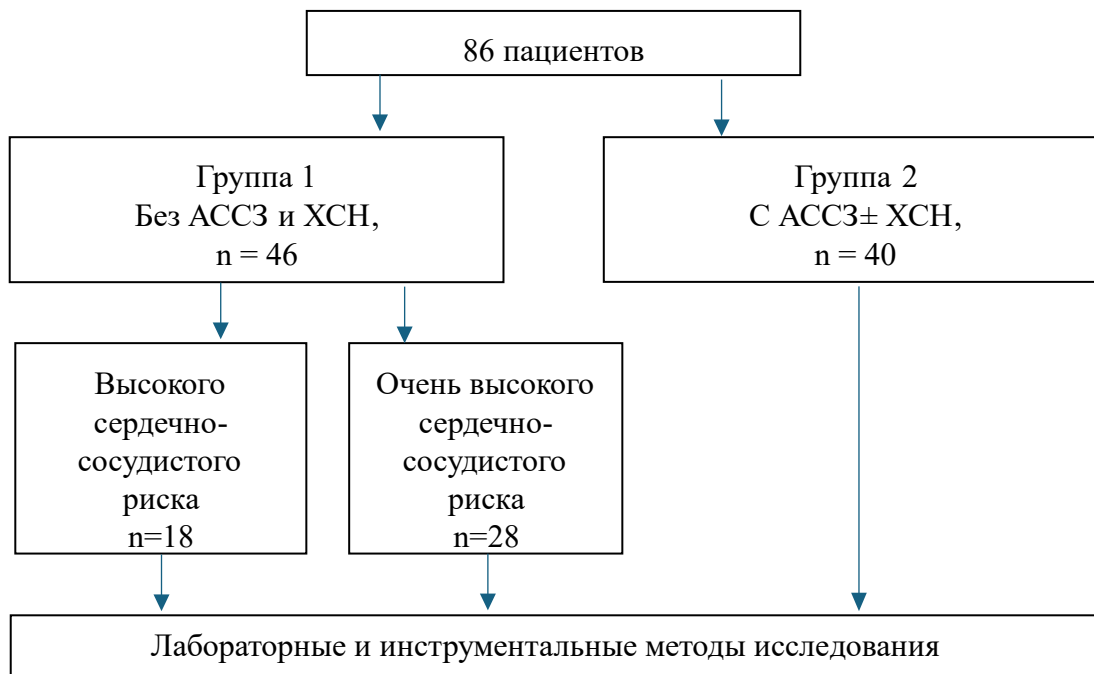 86 пациентов
Группа 1
Без АССЗ и ХСН,
n = 46
Группа 2
С АССЗ± ХСН,
n = 40
Высокого
сердечно-
сосудистого
риска
n=18
Очень высокого
сердечно-
сосудистого
риска
n=28
Лабораторные и инструментальные методы исследования